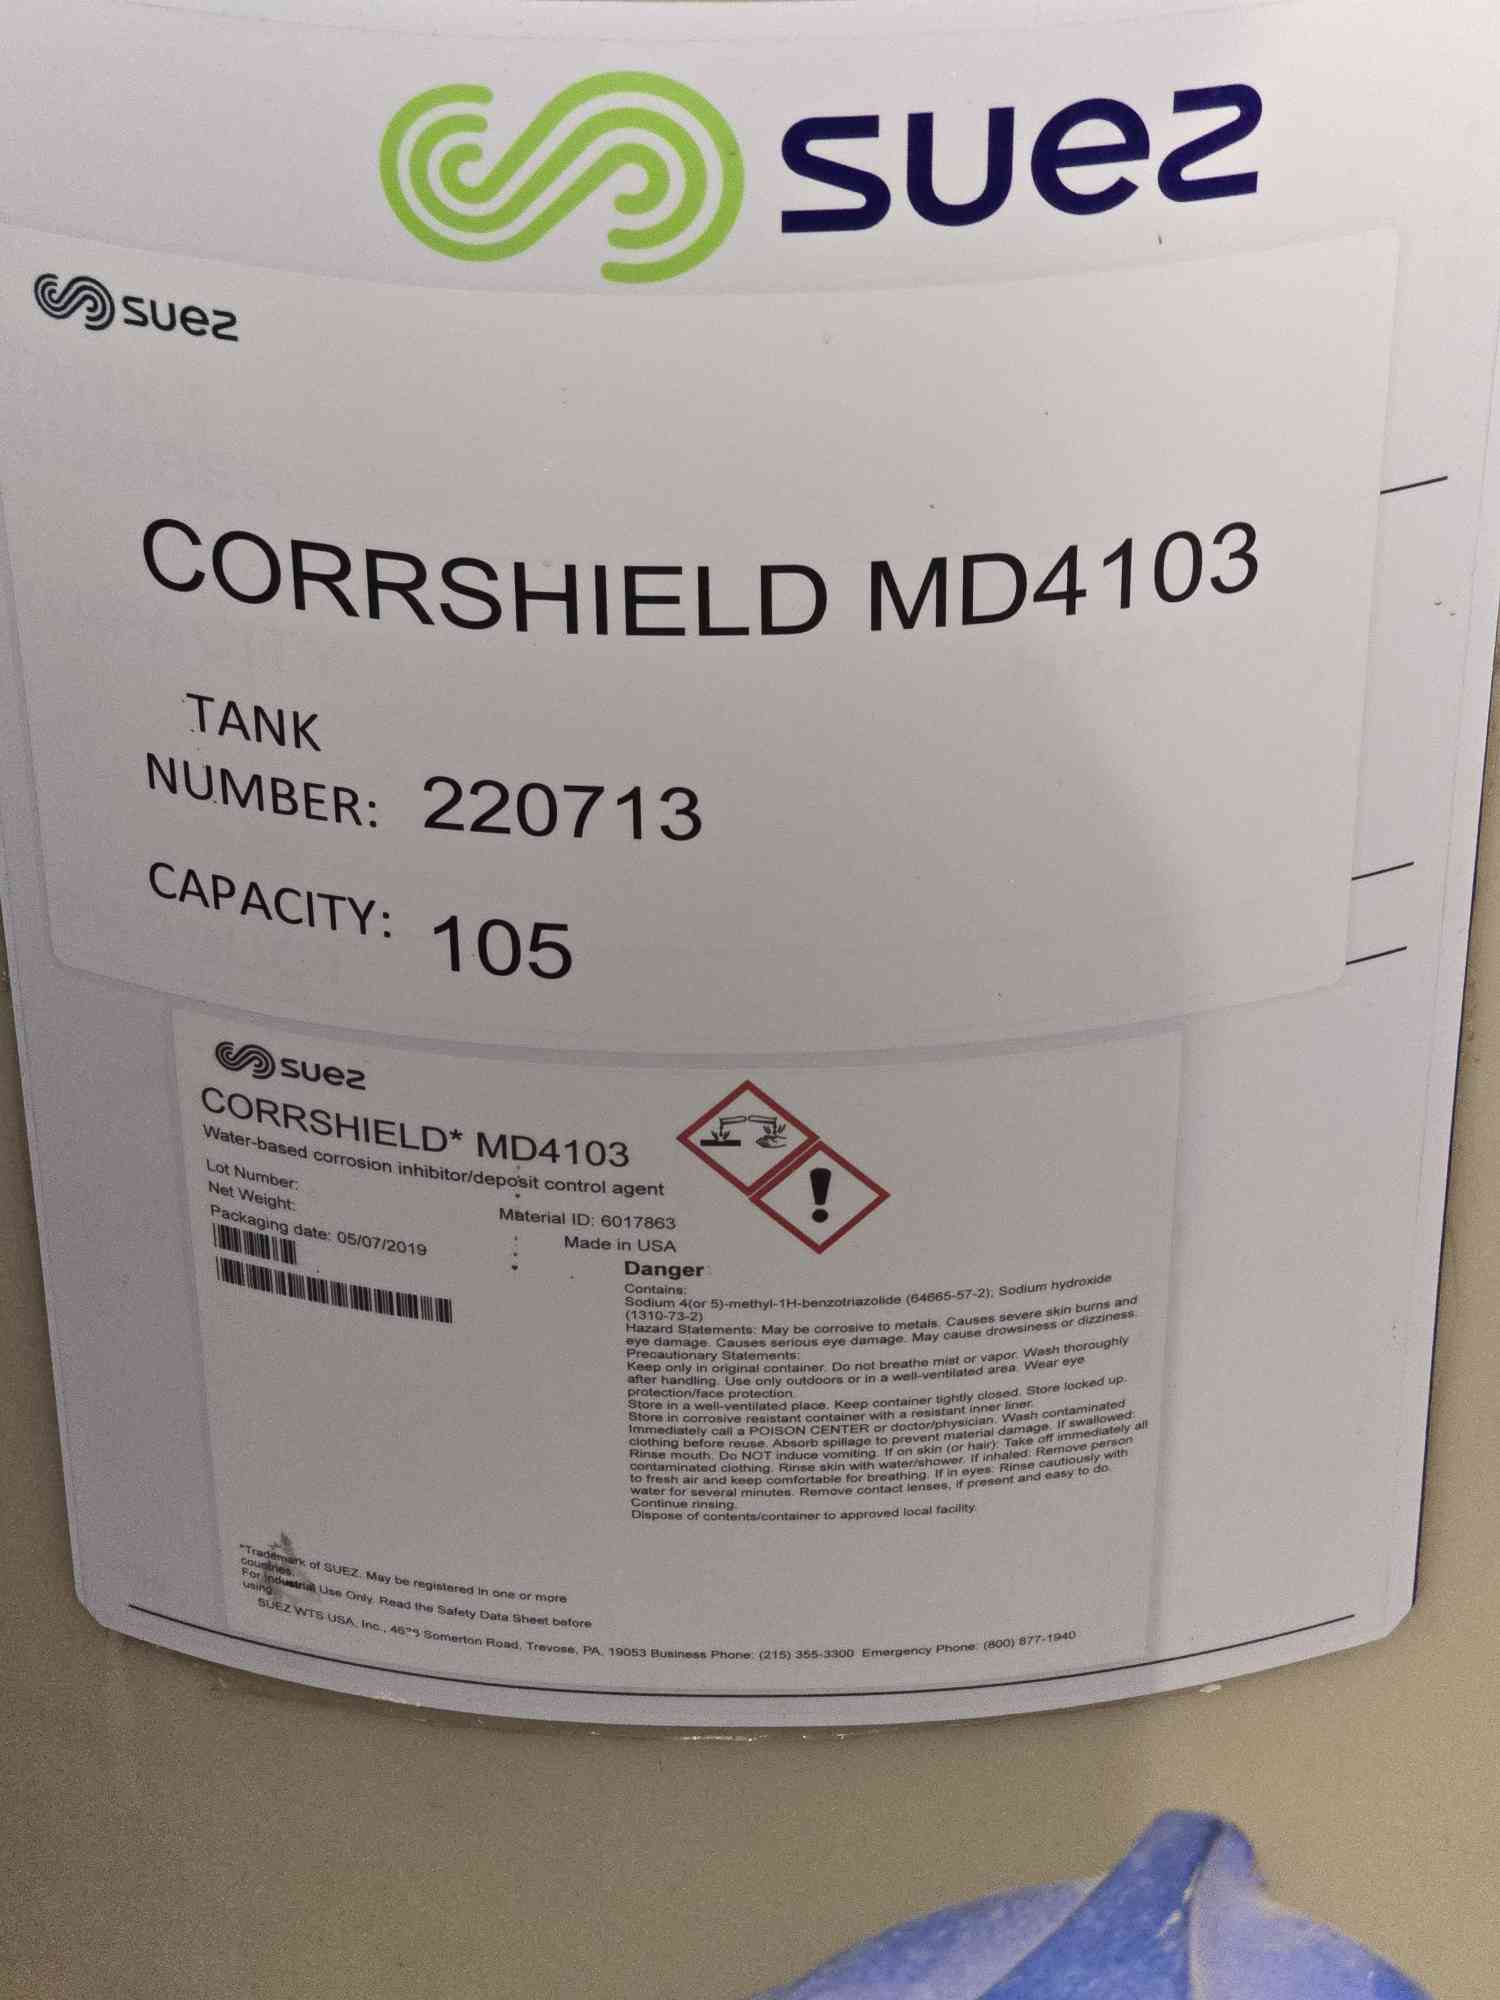 suez
suez
CORRSHIELD MD4103
TANK
NUMBER: 220713
CAPACITY: 105
suez
CORRSHIELD* MD4103
Water-based corrosion inhibitor/deposit control agent
Lot Number:
Net Weight:
Material ID: 6017863
Packaging date: 05/07/2019
Made in USA
Danger
Contains:
Sodium 4(or 5)-methyl-1H-benzotriazolide (64665-57-2); Sodium hydroxide
(1310-73-2)
Hazard Statements: May be corrosive to metals. Causes severe skin burns and
eye damage. Causes serious eye damage. May cause drowsiness or dizziness.
Precautionary Statements:
Keep only in original container. Do not breathe mist or vapor. Wash thoroughly
after handling. Use only outdoors or in a well-ventilated area. Wear eye
protection/face protection.
Store in a well-ventilated place. Keep container tightly closed. Store locked up.
Store in corrosive resistant container with a resistant inner liner.
Immediately call a POISON CENTER or doctor/physician. Wash contaminated
clothing before reuse. Absorb spillage to prevent material damage. If swallowed:
Rinse mouth. Do NOT induce vomiting. If on skin (or hair): Take off immediately all
contaminated clothing. Rinse skin with water/shower. If inhaled: Remove person
to fresh air and keep comfortable for breathing. If in eyes: Rinse cautiously with
water for several minutes. Remove contact lenses, if present and easy to do.
Continue rinsing.
Dispose of contents/container to approved local facility.
*Trademark of SUEZ. May be registered in one or more
countries.
For Industrial Use Only. Read the Safety Data Sheet before
using.
SUEZ WTS USA, Inc., Somerton Road, Trevose, PA, 19053 Business Phone: (215) 355-3300 Emergency Phone: (800) 877-1940